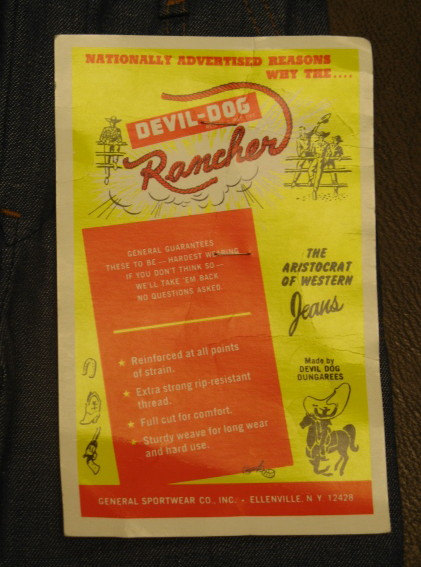 NATIONALLY ADVERTISED REASONS
WHY THE....
DEVIL-DOG
Rancher
GENERAL GUARANTEES
THESE TO BE — HARDEST WEARING
IF YOU DON'T THINK SO —
WE'LL TAKE 'EM BACK
NO QUESTIONS ASKED.
★ Reinforced at all points
of strain.
★ Extra strong rip-resistant
thread.
★ Full cut for comfort.
★ Sturdy weave for long wear
and hard use.
THE
ARISTOCRAT
OF WESTERN
Jeans
Made by
DEVIL DOG
DUNGAREES
GENERAL SPORTWEAR CO., INC. - ELLENVILLE, N. Y. 12428